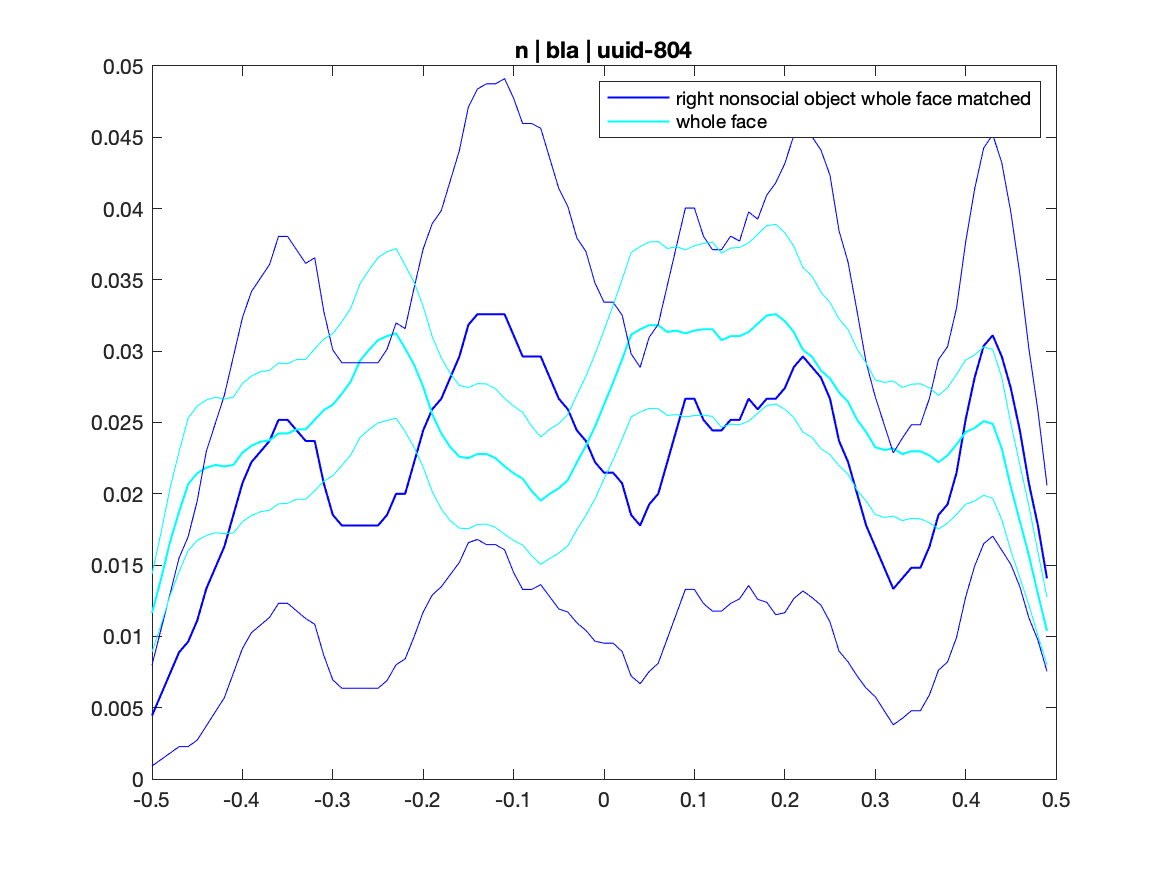 n | bla | uuid-804
0.05
0.045
0.04
0.035
0.03
0.025
0.02
0.015
0.01
0.005
0
right nonsocial object whole face matched
whole face
-0.5 -0.4 -0.3 -0.2 -0.1 0 0.1 0.2 0.3 0.4 0.5